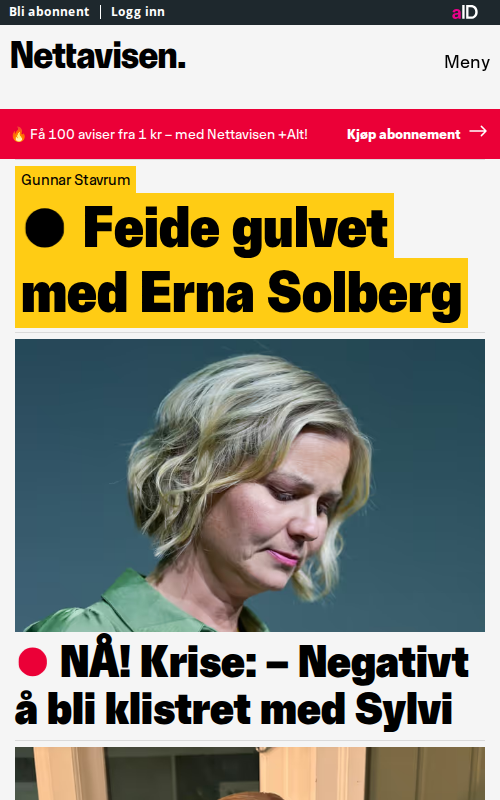 Bli abonnent | Logg inn
aID
Nettavisen.
Meny
🔥 Få 100 aviser fra 1 kr – med Nettavisen +Alt!
Kjøp abonnement →
Gunnar Stavrum
● Feide gulvet
med Erna Solberg
● NÅ! Krise: – Negativt
å bli klistret med Sylvi